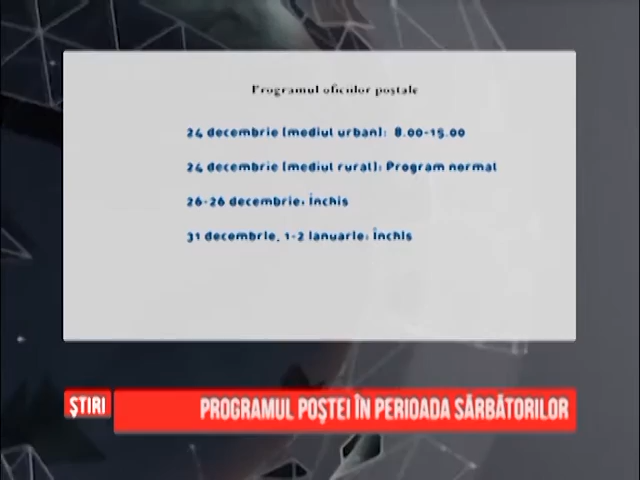 Programul oficiilor poștale
24 decembrie (mediul urban): 8.00-15.00
24 decembrie (mediul rural): Program normal
26-26 decembrie: Închis
31 decembrie, 1-2 Ianuarie: Închis
ȘTIRI
PROGRAMUL POȘTEI ÎN PERIOADA SĂRBĂTORILOR